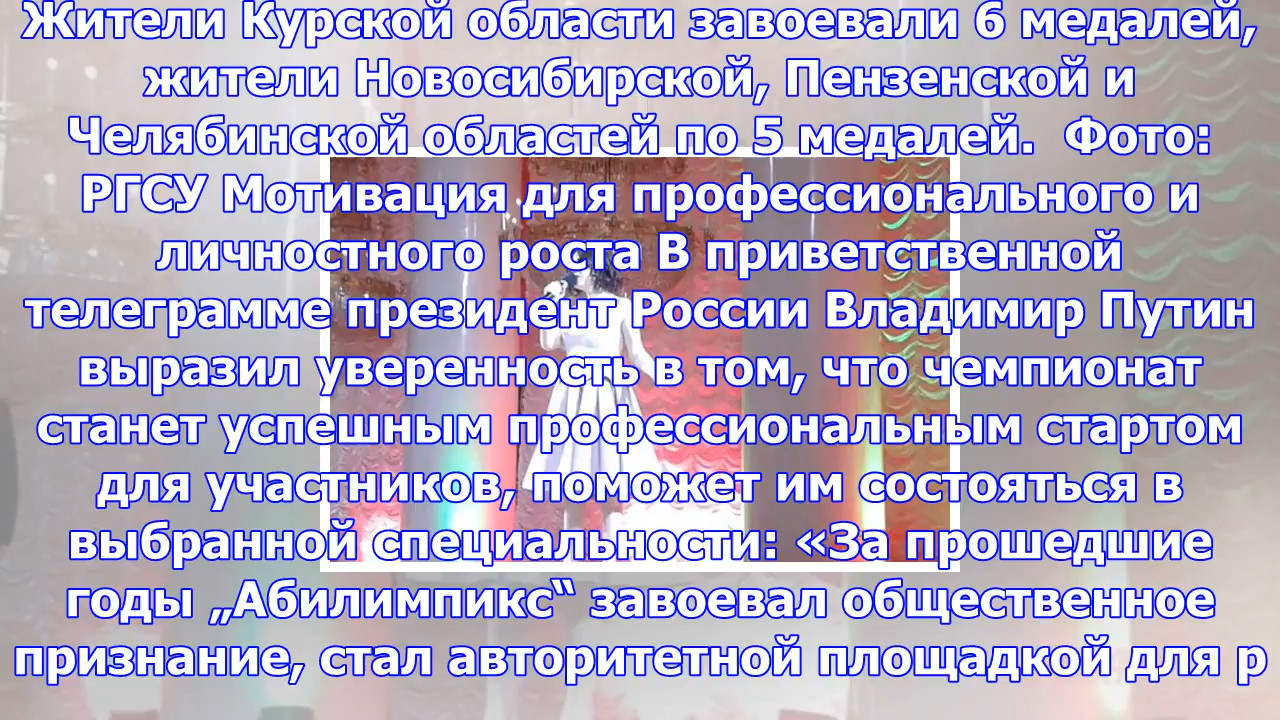 Жители Курской области завоевали 6 медалей,
жители Новосибирской, Пензенской и
Челябинской областей по 5 медалей.  Фото:
РГСУ Мотивация для профессионального и
личностного роста В приветственной
телеграмме президент России Владимир Путин
выразил уверенность в том, что чемпионат
станет успешным профессиональным стартом
для участников, поможет им состояться в
выбранной специальности: «За прошедшие
годы „Абилимпикс“ завоевал общественное
признание, стал авторитетной площадкой для р